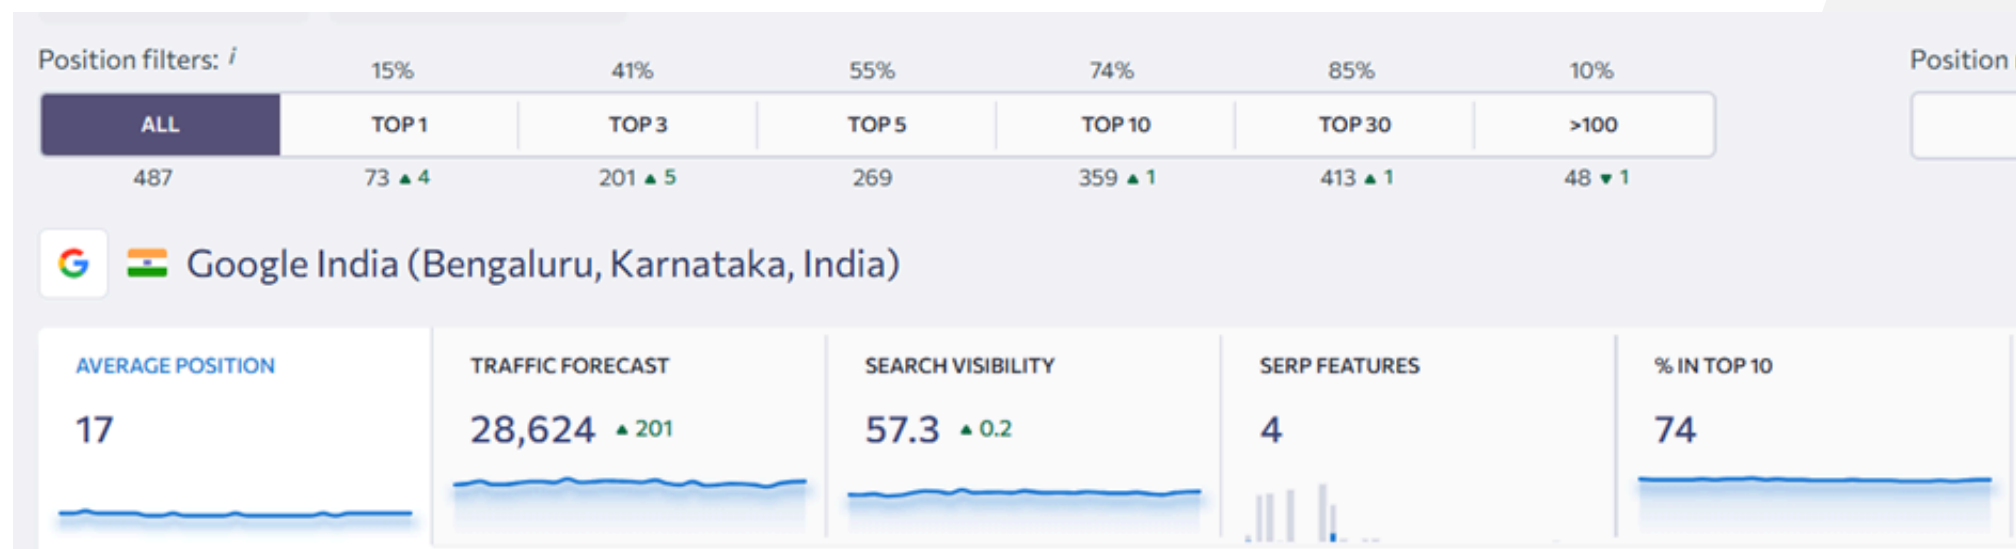 Position filters: i
15% 41% 55% 74% 85% 10%
ALL TOP 1 TOP 3 TOP 5 TOP 10 TOP 30 >100
487 73 ▲ 4 201 ▲ 5 269 359 ▲ 1 413 ▲ 1 48 ▼ 1
Position
G Google India (Bengaluru, Karnataka, India)
AVERAGE POSITION
17
TRAFFIC FORECAST
28,624 ▲ 201
SEARCH VISIBILITY
57.3 ▲ 0.2
SERP FEATURES
4
% IN TOP 10
74